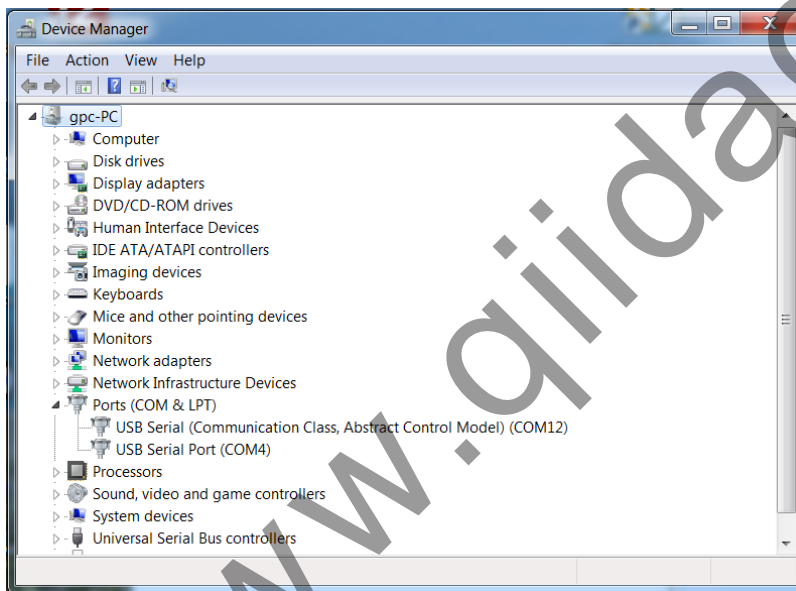 Device Manager
File Action View Help
gpc-PC
Computer
Disk drives
Display adapters
DVD/CD-ROM drives
Human Interface Devices
IDE ATA/ATAPI controllers
Imaging devices
Keyboards
Mice and other pointing devices
Monitors
Network adapters
Network Infrastructure Devices
Ports (COM & LPT)
USB Serial (Communication Class, Abstract Control Model) (COM12)
USB Serial Port (COM4)
Processors
Sound, video and game controllers
System devices
Universal Serial Bus controllers